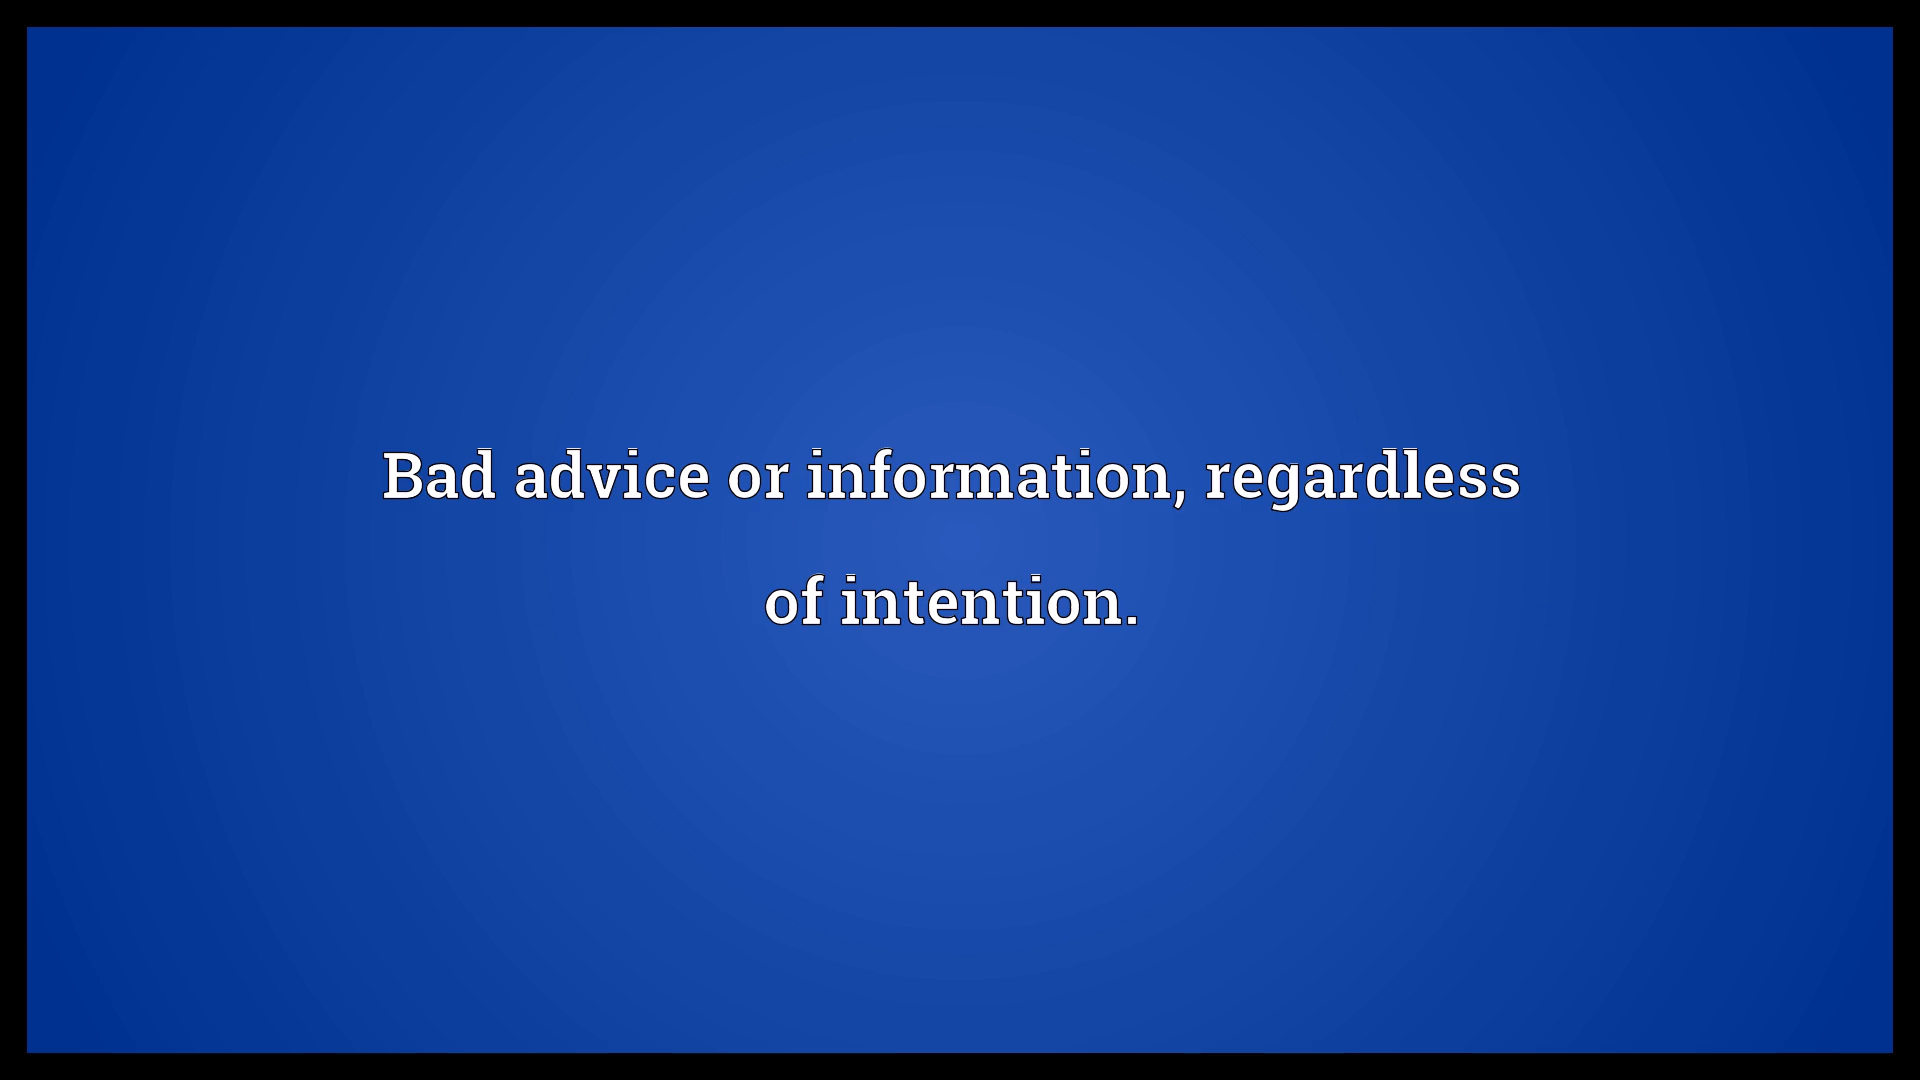 Bad advice or information, regardless
of intention.